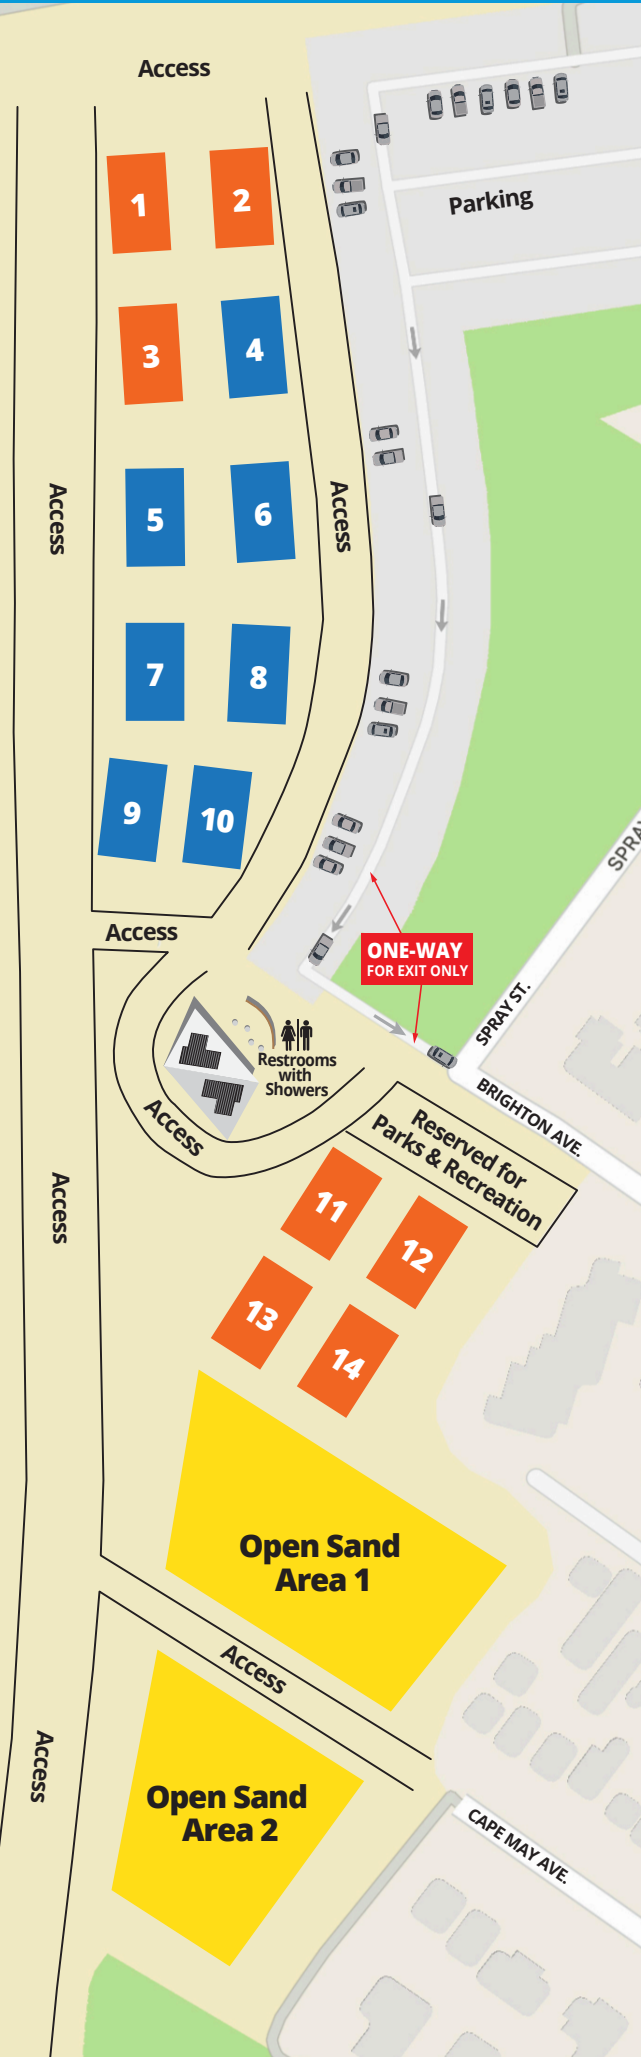 Access
1
2
Parking
3
4
Access
5
6
Access
7
8
9
10
SPRAY
Access
ONE-WAY
FOR EXIT ONLY
SPRAY ST.
Restrooms
with
Showers
BRIGHTON AVE.
Access
Reserved for
Parks & Recreation
Access
11
12
13
14
Open Sand
Area 1
Access
Access
Open Sand
Area 2
CAPE MAY AVE.